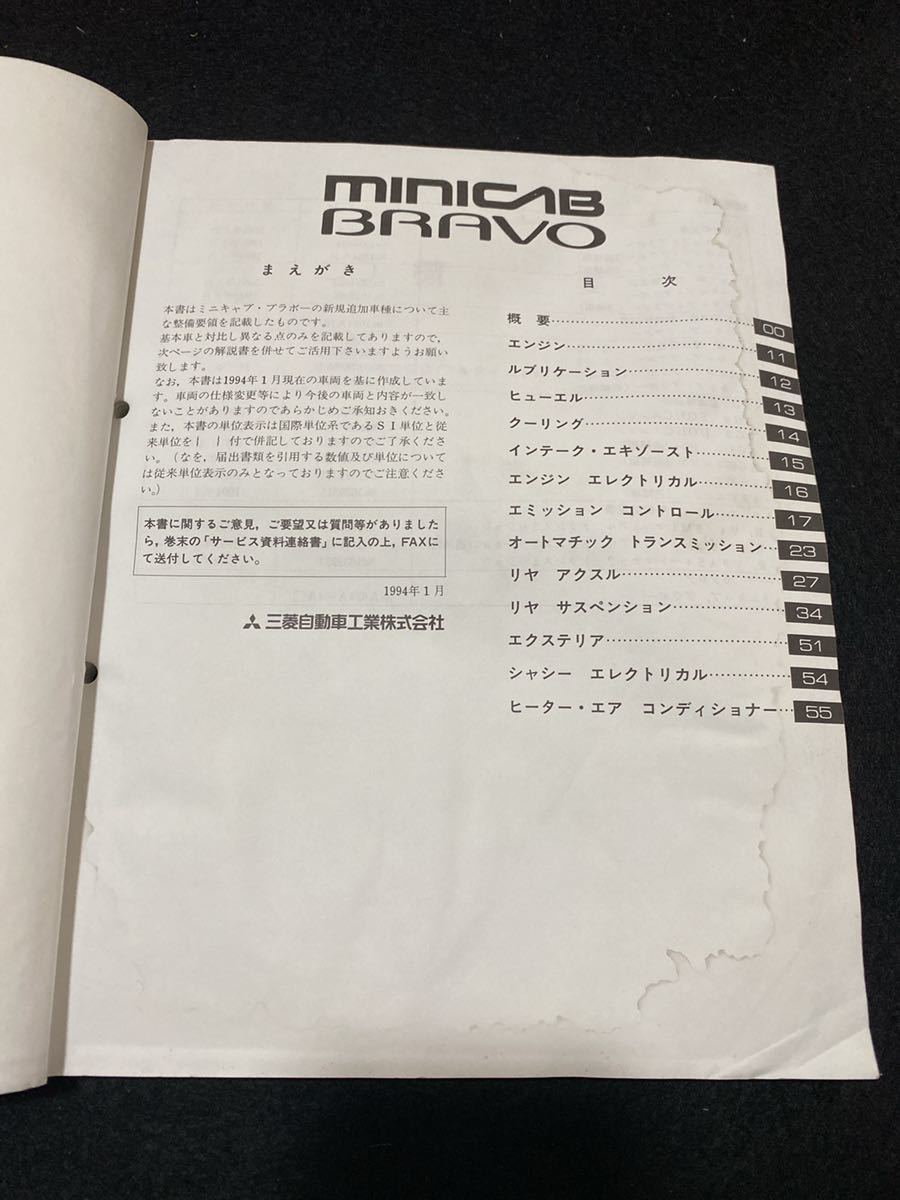 MINICAB
BRAVO
まえがき
本書はミニキャブ・ブラボーの新規追加車種について主
な整備要領を記載したものです。
基本車と対比し異なる点のみを記載してありますので、
次ページの解説書を併せてご活用下さいますようお願い
致します。
なお，本書は1994年1月現在の車両を基に作成していま
す。車両の仕様変更等により今後の車両と内容が一致し
ないことがありますのであらかじめご承知おきください。
また，本書の単位表示は国際単位系であるSI単位と従
来単位を｛ ｝付で併記しておりますのでご了承くださ
い。（なを，届出書類を引用する数値及び単位について
は従来単位表示のみとなっておりますのでご注意くださ
い。）
本書に関するご意見，ご要望又は質問等がありました
ら，巻末の「サービス資料連絡書」に記入の上，FAXに
て送付してください。
1994年1月
三菱自動車工業株式会社
目次
概要 00
エンジン 11
ルブリケーション 12
ヒューエル 13
クーリング 14
インテーク・エキゾースト 15
エンジン エレクトリカル 16
エミッション コントロール 17
オートマチック トランスミッション 23
リヤ アクスル 27
リヤ サスペンション 34
エクステリア 51
シャシー エレクトリカル 54
ヒーター・エア コンディショナー 55